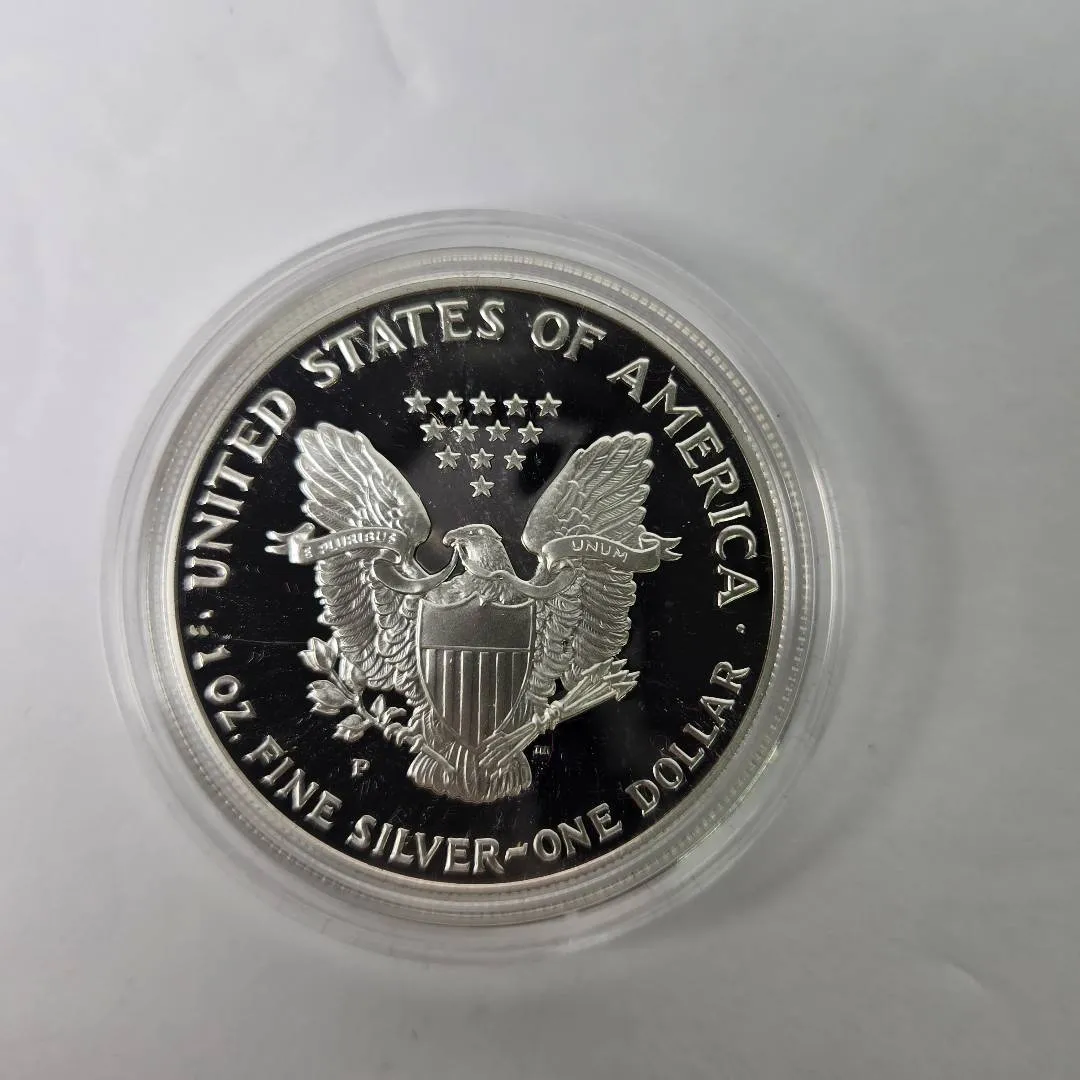 UNITED STATES OF AMERICA
E PLURIBUS UNUM
P
1 OZ. FINE SILVER~ONE DOLLAR